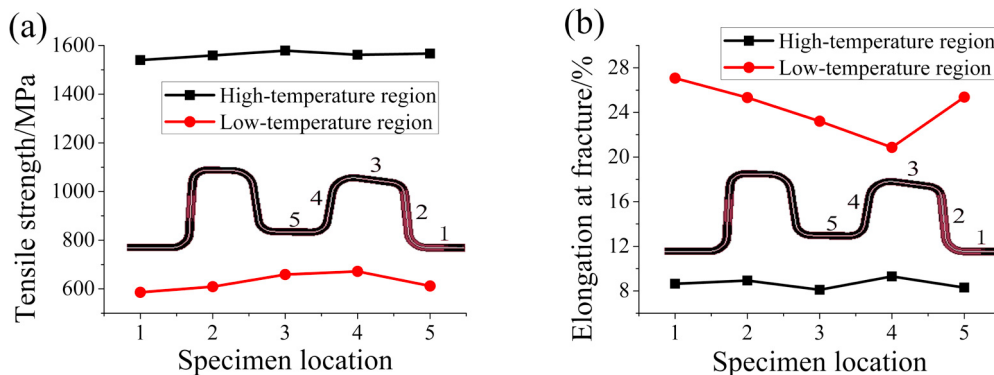 (a)
Tensile strength/MPa
1600
1400
1200
1000
800
600
High-temperature region
Low-temperature region
3
4
2
5
1
1 2 3 4 5
Specimen location
(b)
Elongation at fracture/%
28
24
20
16
12
8
High-temperature region
Low-temperature region
3
4
2
5
1
1 2 3 4 5
Specimen location